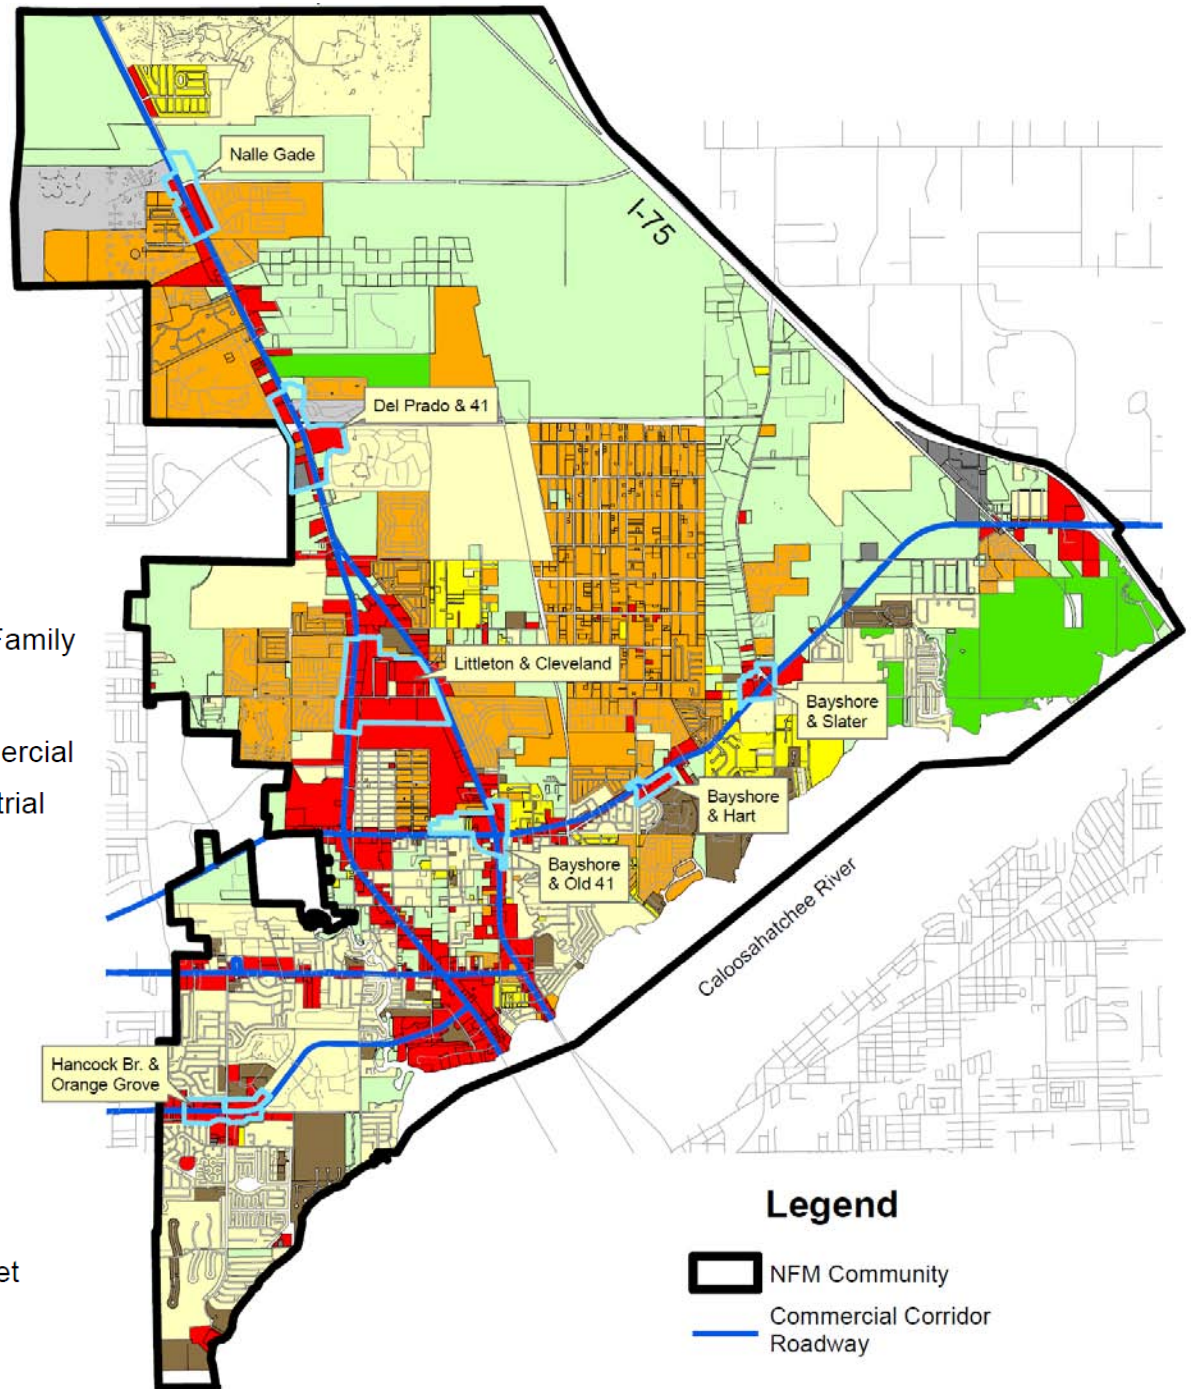 Nalle Gade
I-75
Del Prado & 41
Family
Littleton & Cleveland
Bayshore
& Slater
ercial
trial
Bayshore
& Hart
Bayshore
& Old 41
Caloosahatchee River
Hancock Br. &
Orange Grove
Legend
et
NFM Community
Commercial Corridor
Roadway